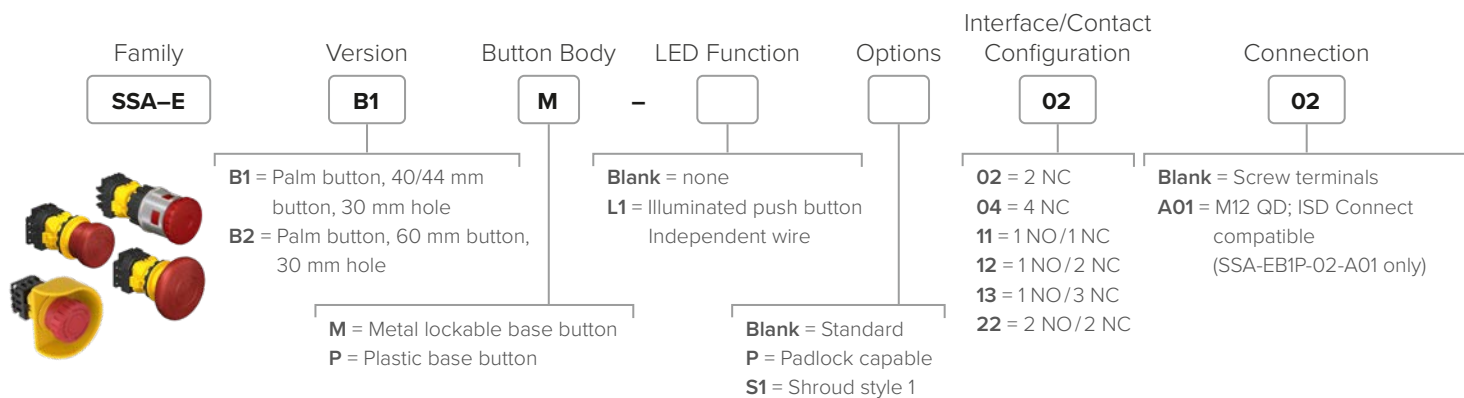 Family
Version
Button Body
LED Function
Options
Interface/Contact
Configuration
Connection
SSA–E
B1
M
–
02
02
B1 = Palm button, 40/44 mm
button, 30 mm hole
B2 = Palm button, 60 mm button,
30 mm hole
Blank = none
L1 = Illuminated push button
Independent wire
02 = 2 NC
04 = 4 NC
11 = 1 NO/1 NC
12 = 1 NO/2 NC
13 = 1 NO/3 NC
22 = 2 NO/2 NC
Blank = Screw terminals
A01 = M12 QD; ISD Connect
compatible
(SSA-EB1P-02-A01 only)
M = Metal lockable base button
P = Plastic base button
Blank = Standard
P = Padlock capable
S1 = Shroud style 1